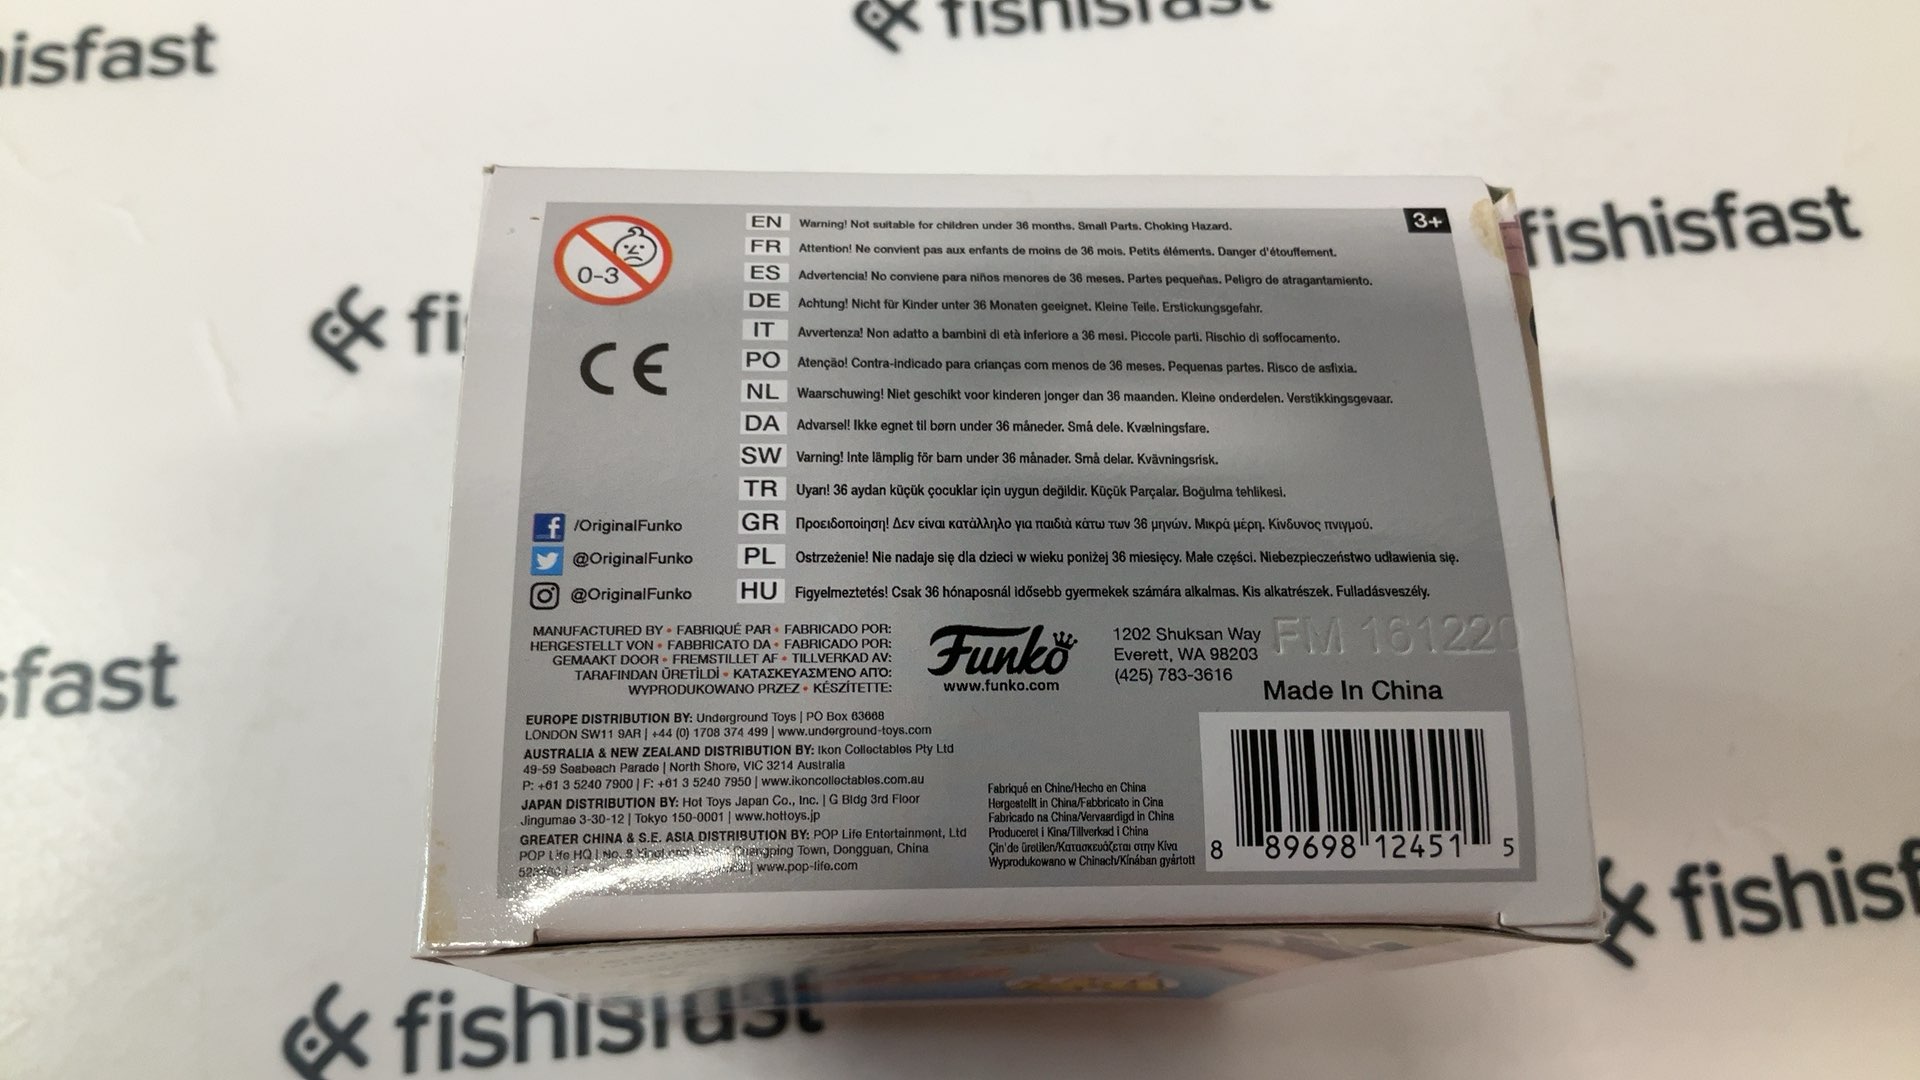 isfast
fishisfast
fishisfast
fi
0-3
CE
3+
EN Warning! Not suitable for children under 36 months. Small Parts. Choking Hazard.
FR Attention! Ne convient pas aux enfants de moins de 36 mois. Petits éléments. Danger d'étouffement.
ES Advertencia! No conviene para niños menores de 36 meses. Partes pequeñas. Peligro de atragantamiento.
DE Achtung! Nicht für Kinder unter 36 Monaten geeignet. Kleine Teile. Erstickungsgefahr.
IT Avvertenza! Non adatto a bambini di età inferiore a 36 mesi. Piccole parti. Rischio di soffocamento.
PO Atenção! Contra-indicado para crianças com menos de 36 meses. Pequenas partes. Risco de asfixia.
NL Waarschuwing! Niet geschikt voor kinderen jonger dan 36 maanden. Kleine onderdelen. Verstikkingsgevaar.
DA Advarsel! Ikke egnet til børn under 36 måneder. Små dele. Kvælningsfare.
SW Varning! Inte lämplig för barn under 36 månader. Små delar. Kvävningsrisk.
TR Uyarı! 36 aydan küçük çocuklar için uygun değildir. Küçük Parçalar. Boğulma tehlikesi.
GR Προειδοποίηση! Δεν είναι κατάλληλο για παιδιά κάτω των 36 μηνών. Μικρά μέρη. Κίνδυνος πνιγμού.
PL Ostrzeżenie! Nie nadaje się dla dzieci w wieku poniżej 36 miesięcy. Małe części. Niebezpieczeństwo udławienia się.
HU Figyelmeztetés! Csak 36 hónaposnál idősebb gyermekek számára alkalmas. Kis alkatrészek. Fulladásveszély.
/OriginalFunko
@OriginalFunko
@OriginalFunko
MANUFACTURED BY • FABRIQUÉ PAR • FABRICADO POR:
HERGESTELLT VON • FABBRICATO DA • FABRICADO POR:
GEMAAKT DOOR • FREMSTILLET AF • TILLVERKAD AV:
TARAFINDAN ÜRETİLDİ • ΚΑΤΑΣΚΕΥΑΣΜΈΝΟ ΑΠΌ:
WYPRODUKOWANO PRZEZ • KÉSZÍTETTE:
Funko
www.funko.com
1202 Shuksan Way
Everett, WA 98203
(425) 783-3616
FM 161220
Made In China
EUROPE DISTRIBUTION BY: Underground Toys | PO Box 63668
LONDON SW11 9AR | +44 (0) 1708 374 499 | www.underground-toys.com
AUSTRALIA & NEW ZEALAND DISTRIBUTION BY: Ikon Collectables Pty Ltd
49-59 Seabeach Parade | North Shore, VIC 3214 Australia
P: +61 3 5240 7900 | F: +61 3 5240 7950 | www.ikoncollectables.com.au
JAPAN DISTRIBUTION BY: Hot Toys Japan Co., Inc. | G Bldg 3rd Floor
Jingumae 3-30-12 | Tokyo 150-0001 | www.hottoys.jp
GREATER CHINA & S.E. ASIA DISTRIBUTION BY: POP Life Entertainment, Ltd
POP Life HQ | No. 8 Town, Dongguan, China
| www.pop-life.com
Fabriqué en Chine/Hecho en China
Hergestellt in China/Fabbricato in Cina
Fabricado na China/Vervaardigd in China
Produceret i Kina/Tillverkad i China
Çin'de üretilen/Κατασκευάζεται στην Κίνα
Wyprodukowano w Chinach/Kínában gyártott
8 89698 12451 5
sfast
fishisf
fishisfast